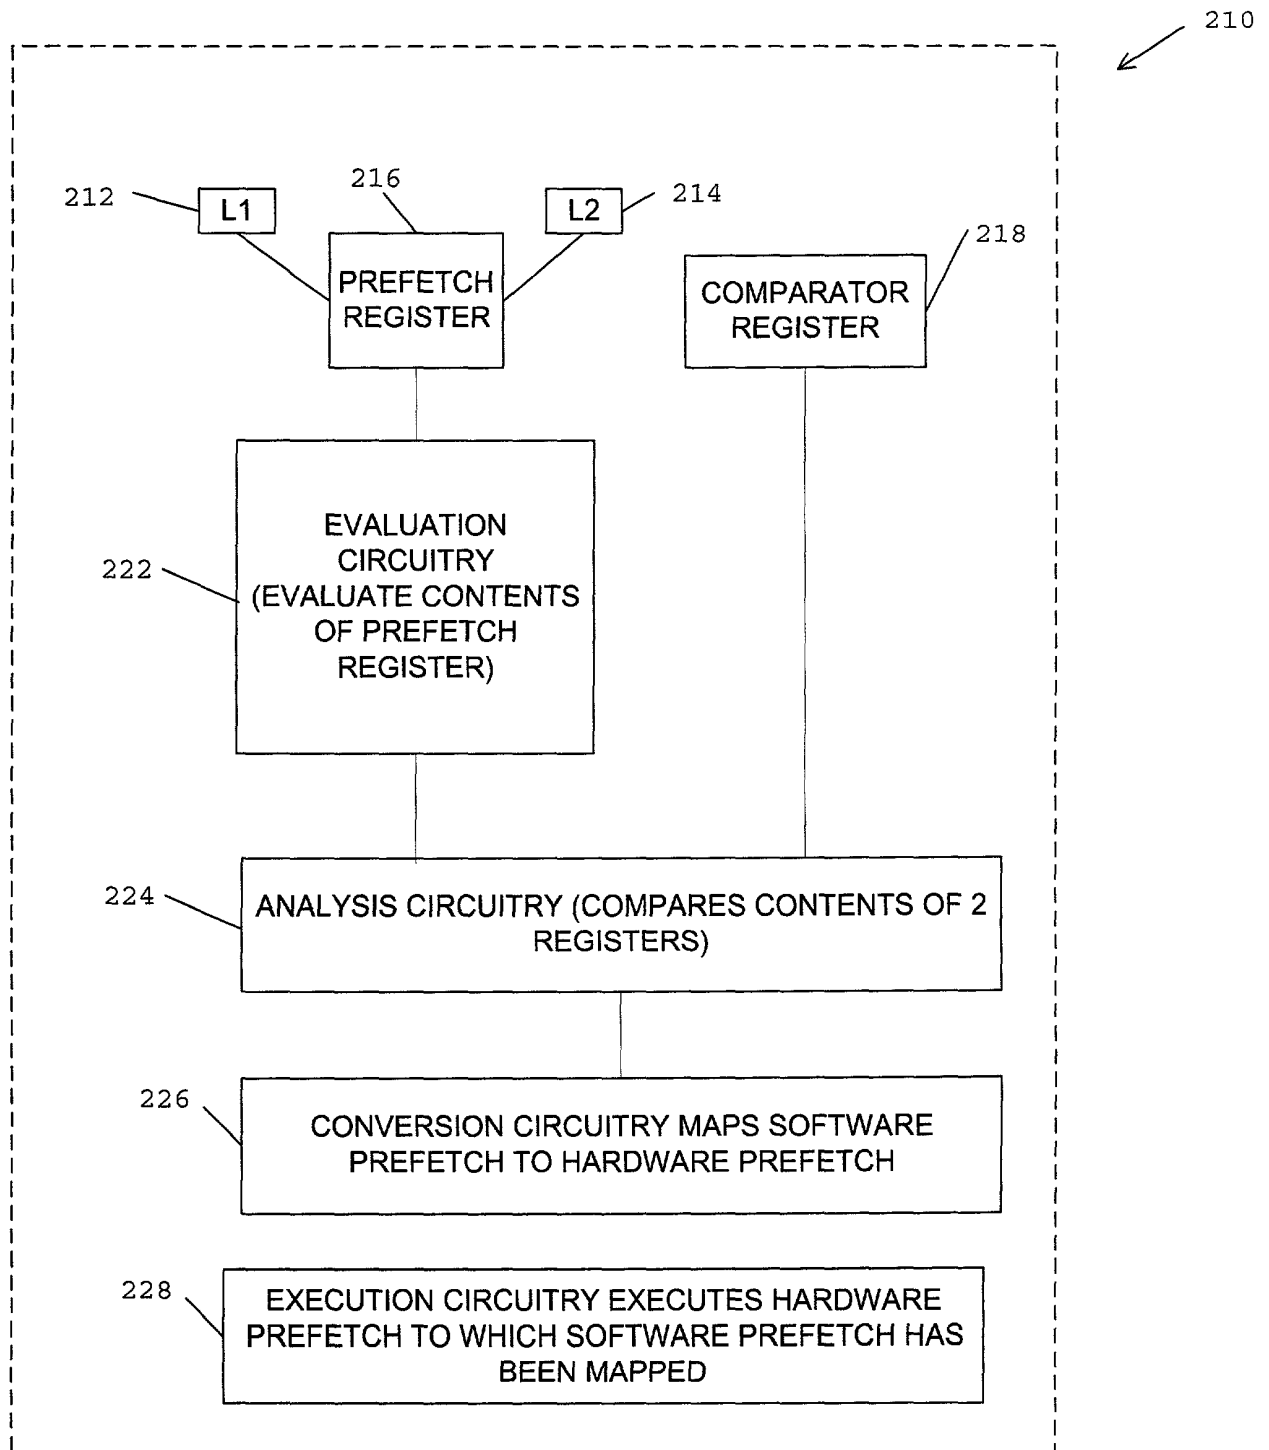 210
212
L1
216
L2
214
218
PREFETCH
REGISTER
COMPARATOR
REGISTER
222
EVALUATION
CIRCUITRY
(EVALUATE CONTENTS
OF PREFETCH
REGISTER)
224
ANALYSIS CIRCUITRY (COMPARES CONTENTS OF 2
REGISTERS)
226
CONVERSION CIRCUITRY MAPS SOFTWARE
PREFETCH TO HARDWARE PREFETCH
228
EXECUTION CIRCUITRY EXECUTES HARDWARE
PREFETCH TO WHICH SOFTWARE PREFETCH HAS
BEEN MAPPED